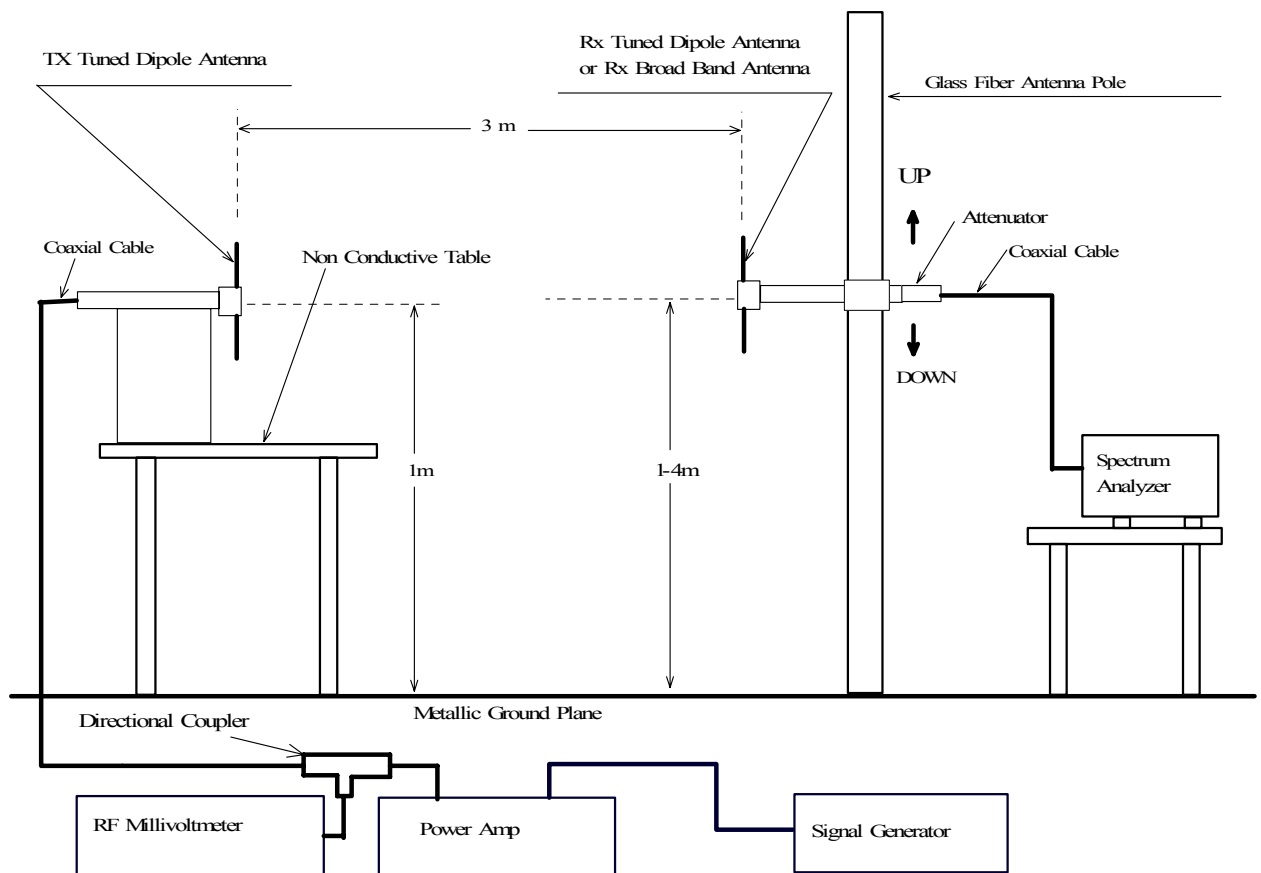 TX Tuned Dipole Antenna
Rx Tuned Dipole Antenna
or Rx Broad Band Antenna
Glass Fiber Antenna Pole
3 m
UP
Attenuator
Coaxial Cable
Non Conductive Table
Coaxial Cable
DOWN
1m
1-4m
Spectrum
Analyzer
Metallic Ground Plane
Directional Coupler
RF Millivoltmeter
Power Amp
Signal Generator